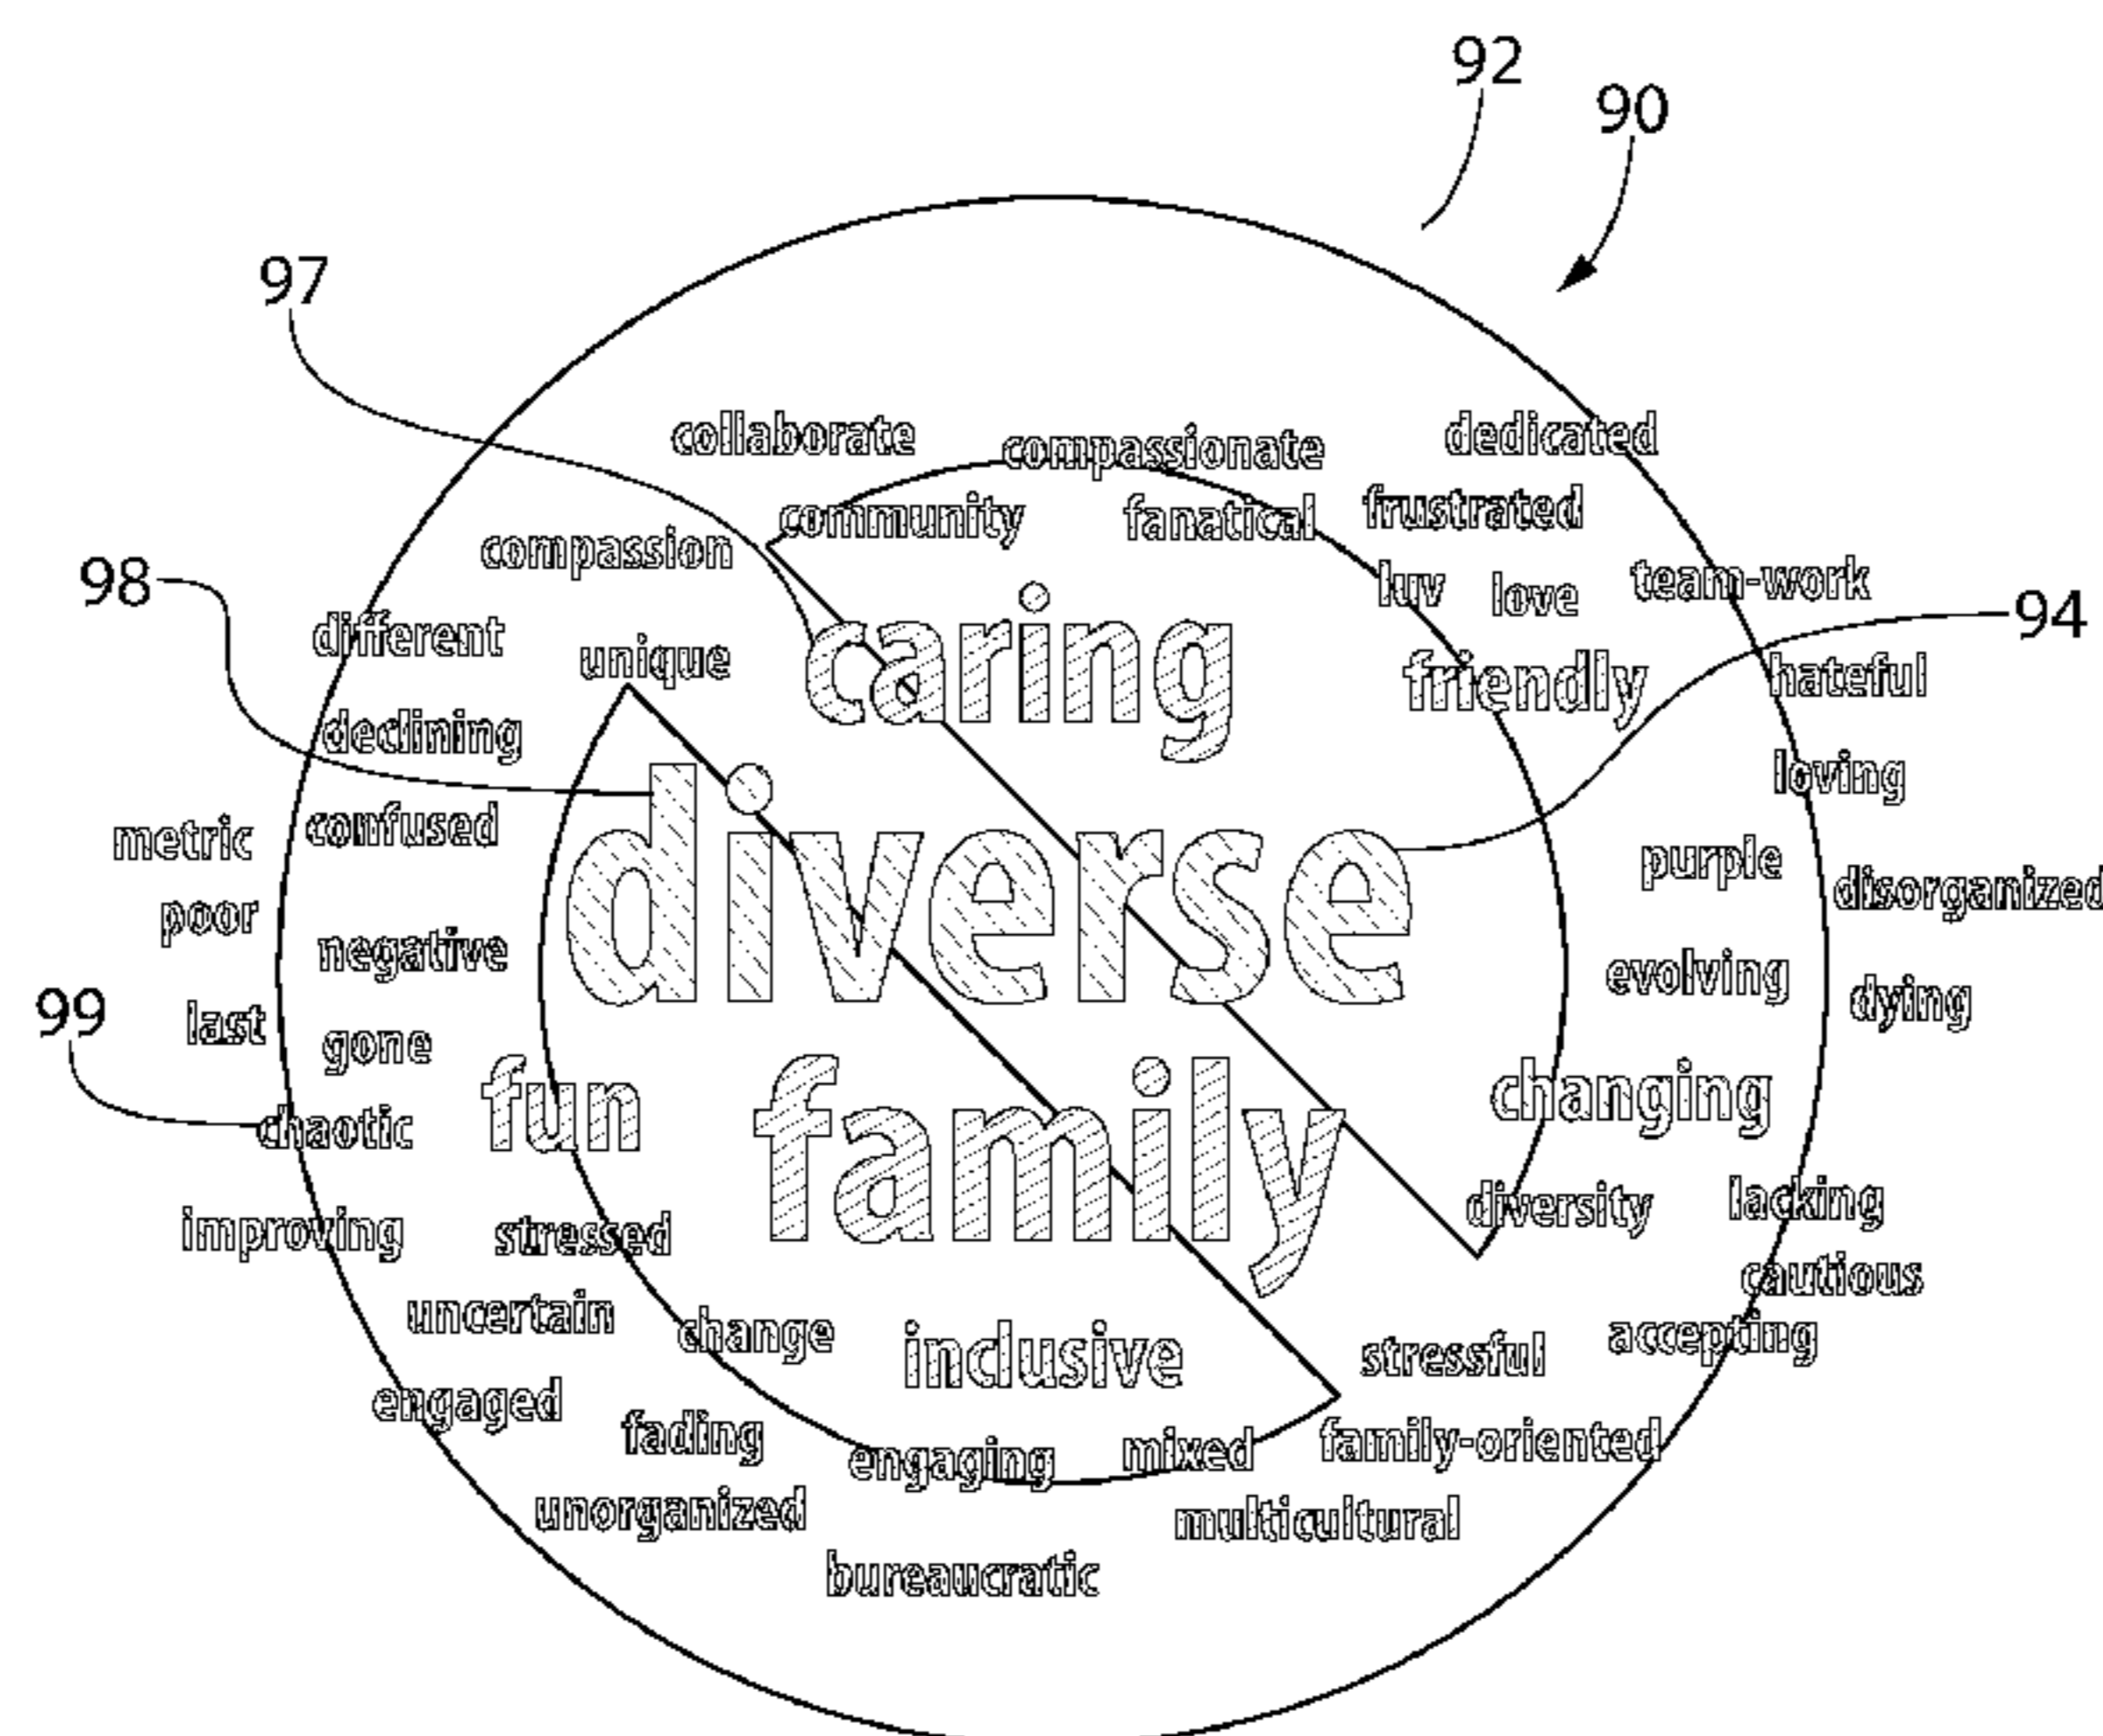 92
90
97
collaborate compassionate dedicated
community fanatical frustrated
compassion
98 luv love team-work
94
different unique caring friendly hateful
declining loving
metric confused diverse purple disorganized
poor negative evolving dying
99 last gone
fun family changing
chaotic
improving stressed diversity lacking
uncertain change inclusive stressful accepting cautious
engaged fading engaging mixed family-oriented
unorganized multicultural
bureaucratic